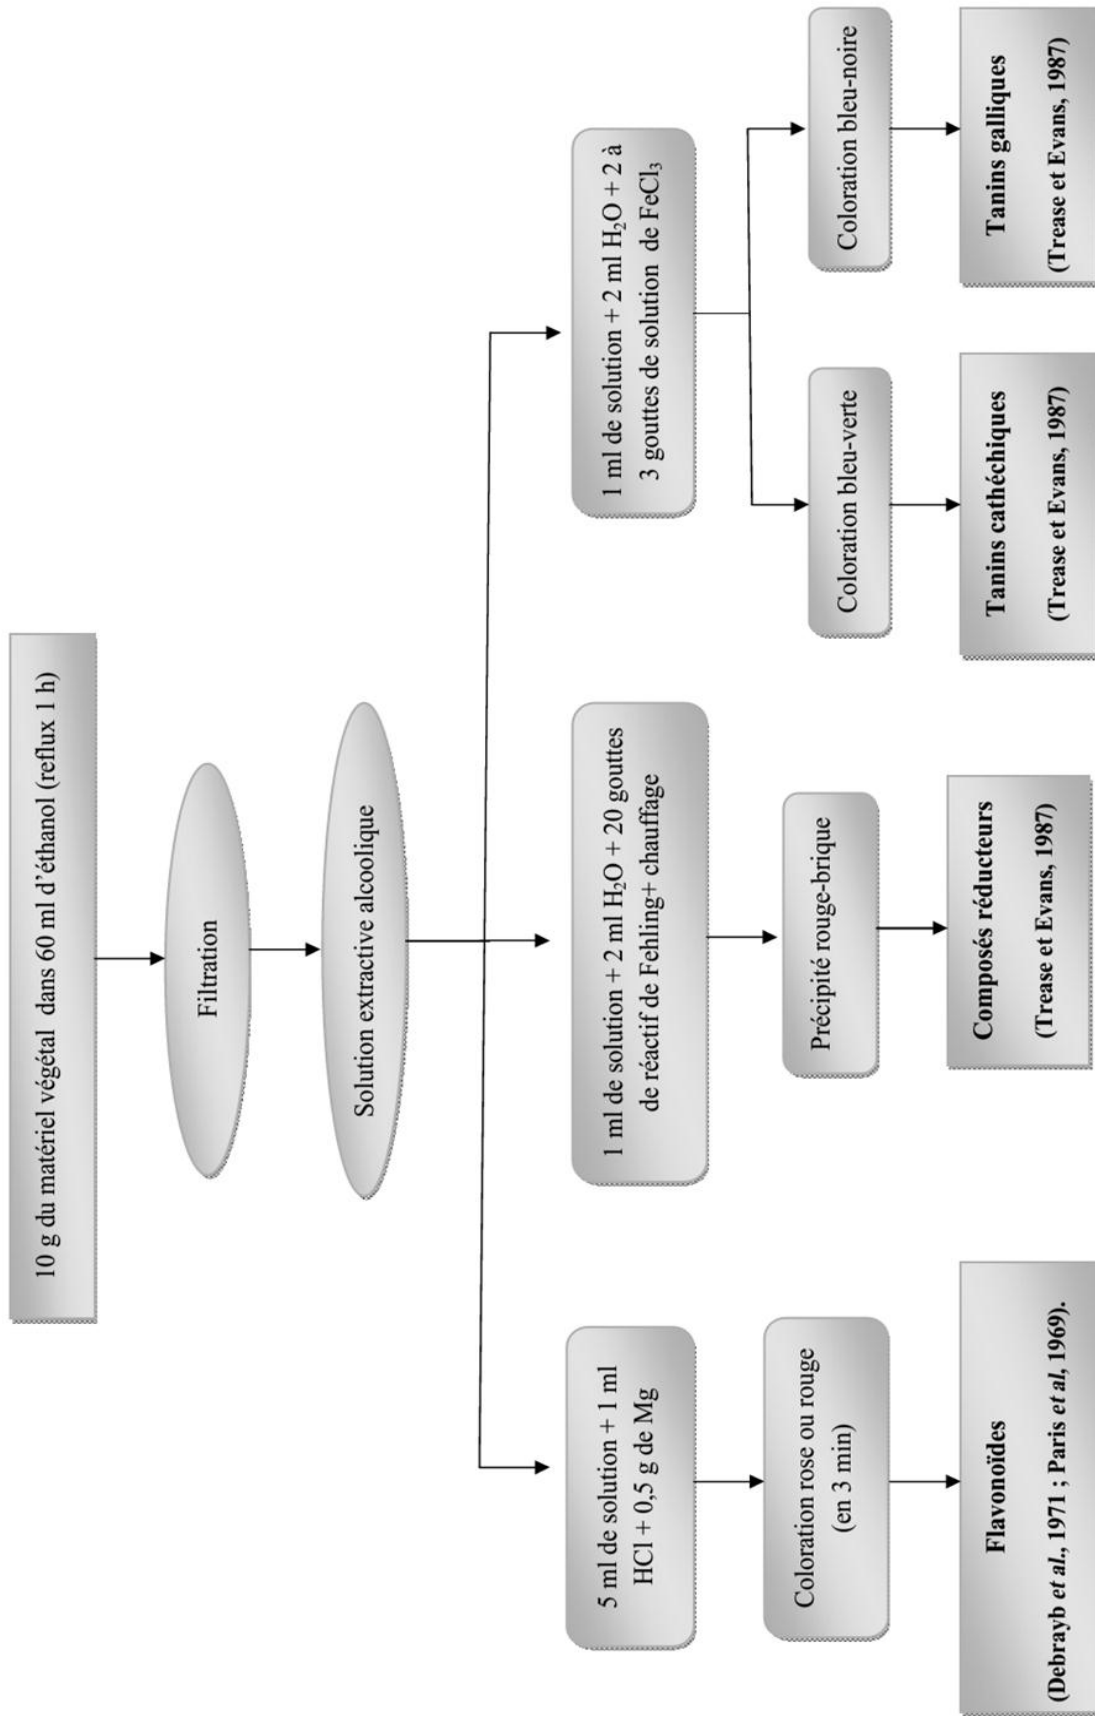 10 g du matériel végétal dans 60 ml d'éthanol (reflux 1 h)
Filtration
Solution extractive alcoolique
5 ml de solution + 1 ml
HCl + 0,5 g de Mg
Coloration rose ou rouge
(en 3 min)
Flavonoïdes
(Debrayb et al., 1971 ; Paris et al, 1969).
1 ml de solution + 2 ml H₂O + 20 gouttes
de réactif de Fehling+ chauffage
Précipité rouge-brique
Composés réducteurs
(Trease et Evans, 1987)
1 ml de solution + 2 ml H₂O + 2 à
3 gouttes de solution de FeCl₃
Coloration bleu-verte
Tanins cathéchiques
(Trease et Evans, 1987)
Coloration bleu-noire
Tanins galliques
(Trease et Evans, 1987)